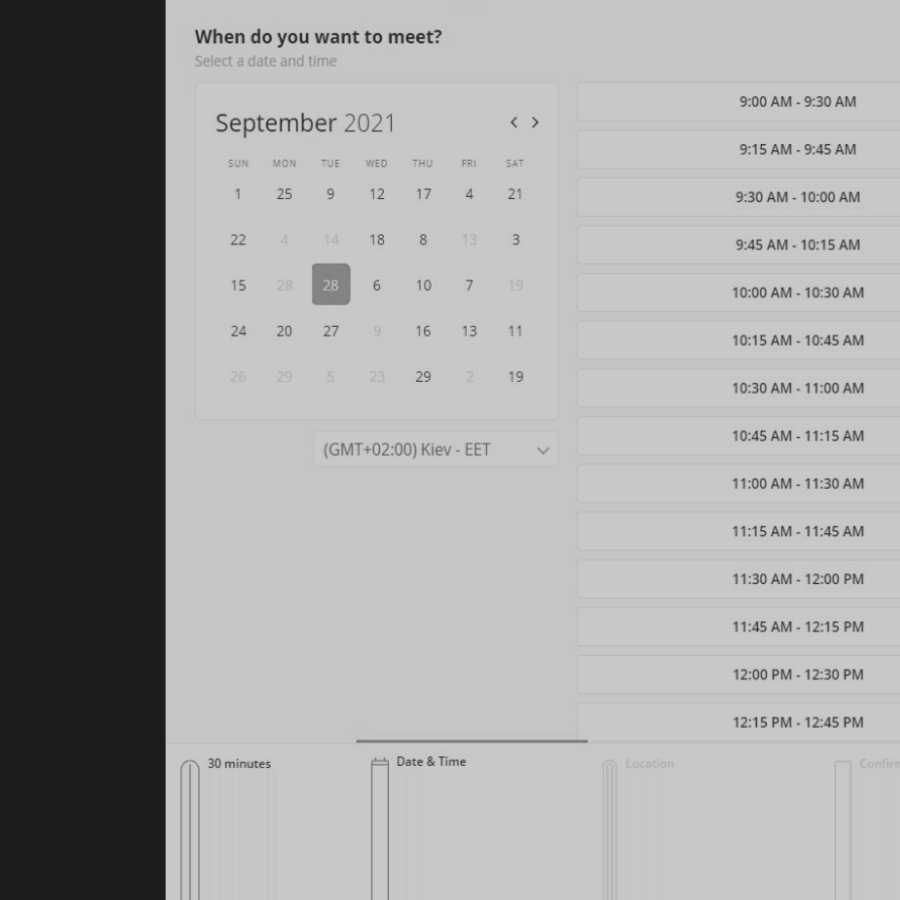 When do you want to meet?
Select a date and time
September 2021
SUN MON TUE WED THU FRI SAT
1 25 9 12 17 4 21
22 4 14 18 8 13 3
15 28 28 6 10 7 19
24 20 27 9 16 13 11
26 29 5 23 29 2 19
(GMT+02:00) Kiev - EET
9:00 AM - 9:30 AM
9:15 AM - 9:45 AM
9:30 AM - 10:00 AM
9:45 AM - 10:15 AM
10:00 AM - 10:30 AM
10:15 AM - 10:45 AM
10:30 AM - 11:00 AM
10:45 AM - 11:15 AM
11:00 AM - 11:30 AM
11:15 AM - 11:45 AM
11:30 AM - 12:00 PM
11:45 AM - 12:15 PM
12:00 PM - 12:30 PM
12:15 PM - 12:45 PM
30 minutes
Date & Time
Location